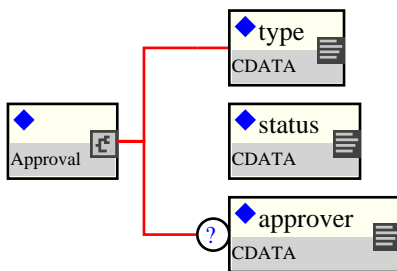 type
CDATA
Approval
status
CDATA
?
approver
CDATA